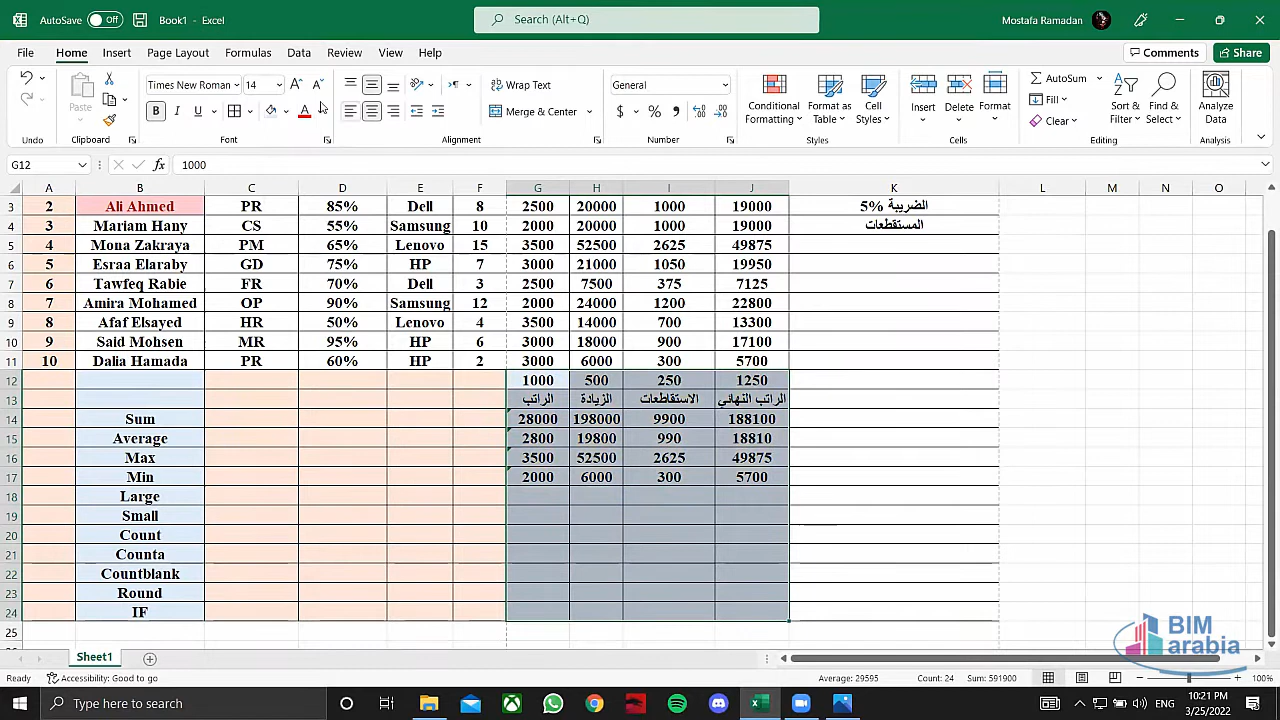 AutoSave Off Book1 - Excel Search (Alt+Q) Mostafa Ramadan
File Home Insert Page Layout Formulas Data Review View Help Comments Share
Paste Times New Roman 14 Wrap Text General Conditional Formatting Format as Table Cell Styles Insert Delete Format AutoSum Sort & Filter Find & Select Analyze Data
B I U A Merge & Center $ % Fill Clear
Undo Clipboard Font Alignment Number Styles Cells Editing Analysis
G12 fx 1000
A B C D E F G H I J K L M N O
3 2 Ali Ahmed PR 85% Dell 8 2500 20000 1000 19000 الضريبة 5%
4 3 Mariam Hany CS 55% Samsung 10 2000 20000 1000 19000 المستقطعات
5 4 Mona Zakraya PM 65% Lenovo 15 3500 52500 2625 49875
6 5 Esraa Elaraby GD 75% HP 7 3000 21000 1050 19950
7 6 Tawfeq Rabie FR 70% Dell 3 2500 7500 375 7125
8 7 Amira Mohamed OP 90% Samsung 12 2000 24000 1200 22800
9 8 Afaf Elsayed HR 50% Lenovo 4 3500 14000 700 13300
10 9 Said Mohsen MR 95% HP 6 3000 18000 900 17100
11 10 Dalia Hamada PR 60% HP 2 3000 6000 300 5700
12 1000 500 250 1250
13 الراتب الزيادة الاستقاطعات الراتب النهائي
14 Sum 28000 198000 9900 188100
15 Average 2800 19800 990 18810
16 Max 3500 52500 2625 49875
17 Min 2000 6000 300 5700
18 Large
19 Small
20 Count
21 Counta
22 Countblank
23 Round
24 IF
25
BIM
arabia
Sheet1
Ready Accessibility: Good to go Average: 29595 Count: 24 Sum: 591900 100%
Type here to search 10:21 PM
3/25/2022